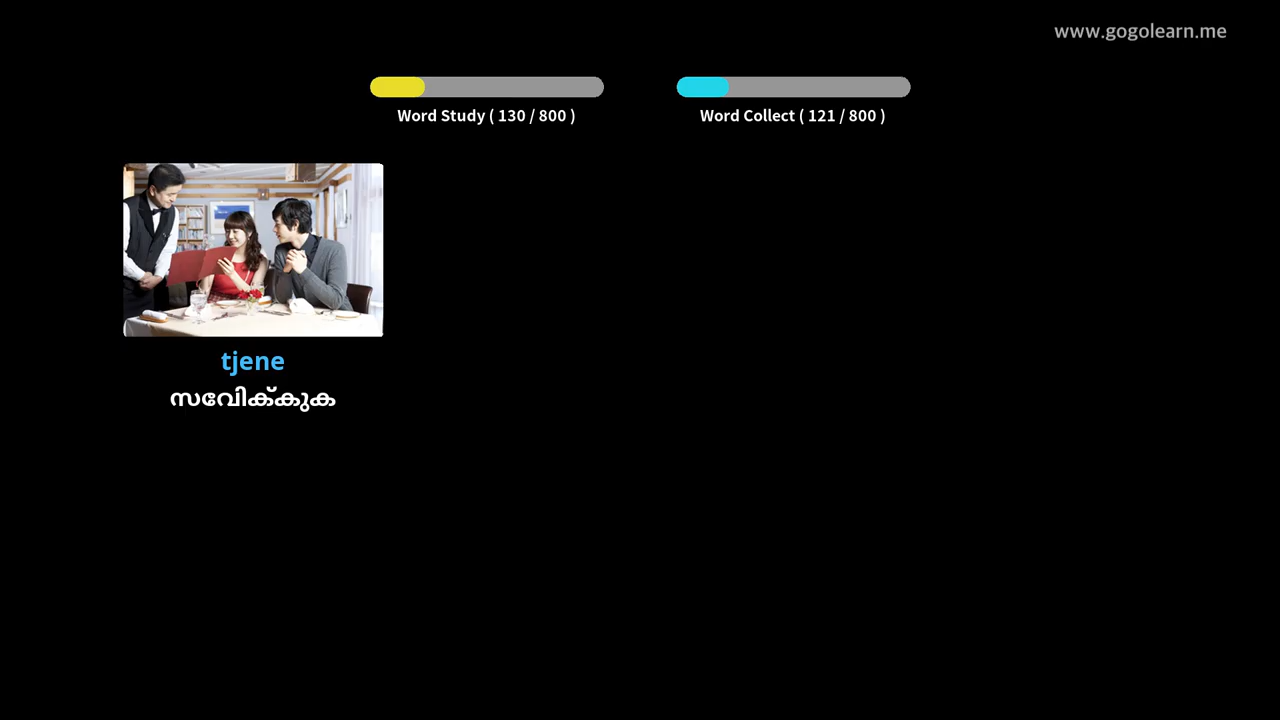 www.gogolearn.me
Word Study ( 130 / 800 )
Word Collect ( 121 / 800 )
tjene
സേവിക്കുക